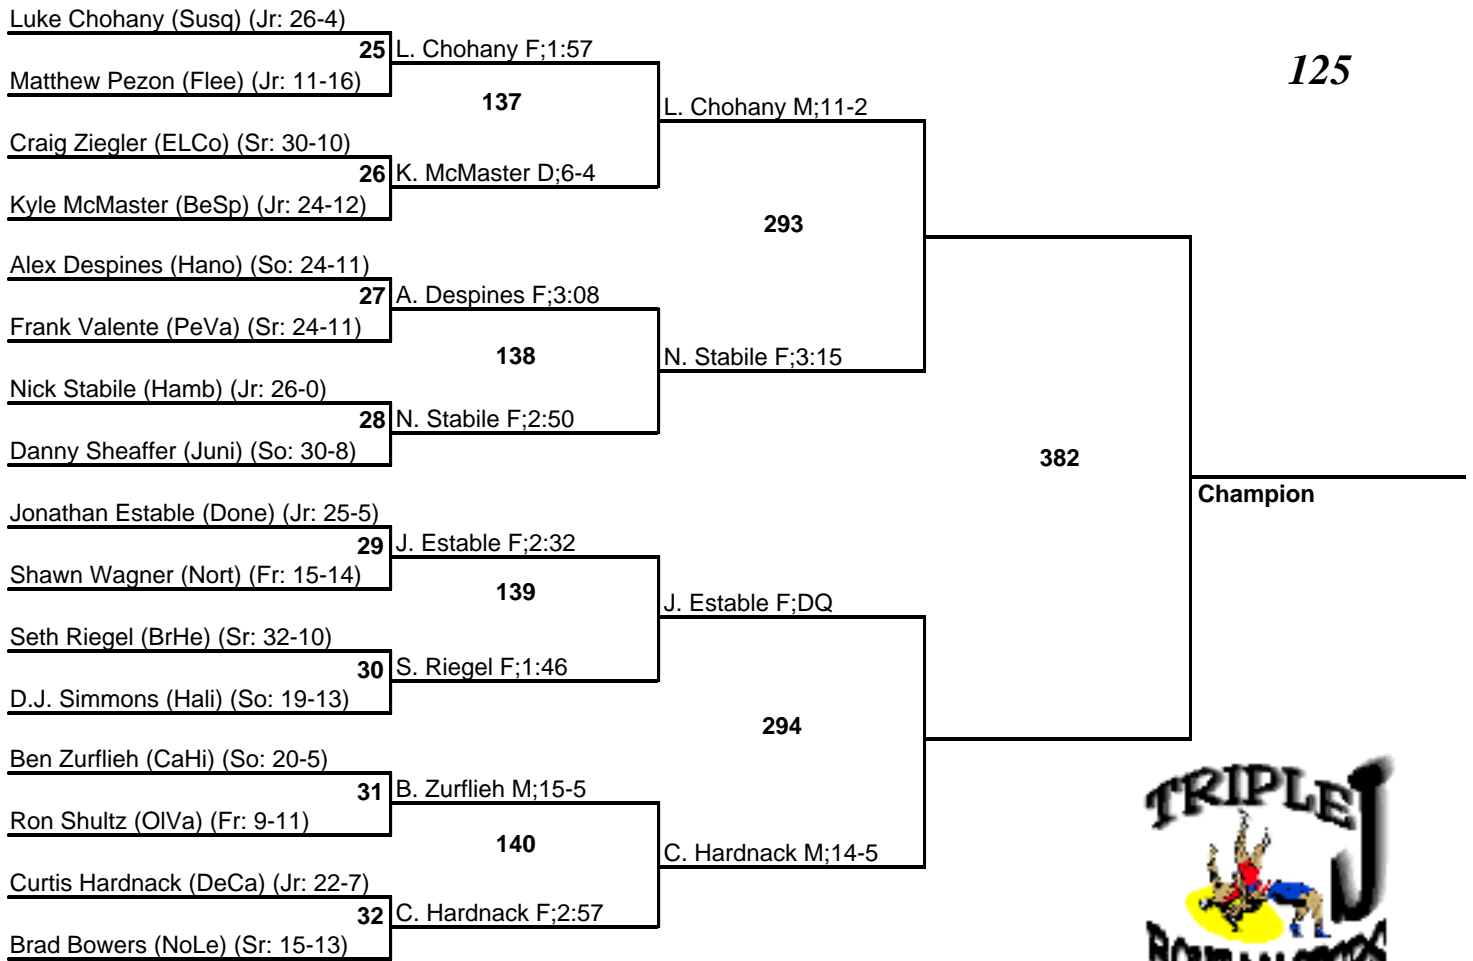 Luke Chohany (Susq) (Jr: 26-4)
25 L. Chohany F;1:57
125
Matthew Pezon (Flee) (Jr: 11-16)
137
L. Chohany M;11-2
Craig Ziegler (ELCo) (Sr: 30-10)
26 K. McMaster D;6-4
Kyle McMaster (BeSp) (Jr: 24-12)
293
Alex Despines (Hano) (So: 24-11)
27 A. Despines F;3:08
Frank Valente (PeVa) (Sr: 24-11)
138
N. Stabile F;3:15
Nick Stabile (Hamb) (Jr: 26-0)
28 N. Stabile F;2:50
Danny Sheaffer (Juni) (So: 30-8)
382
Champion
Jonathan Estable (Done) (Jr: 25-5)
29 J. Estable F;2:32
Shawn Wagner (Nort) (Fr: 15-14)
139
J. Estable F;DQ
Seth Riegel (BrHe) (Sr: 32-10)
30 S. Riegel F;1:46
D.J. Simmons (Hali) (So: 19-13)
294
Ben Zurflieh (CaHi) (So: 20-5)
31 B. Zurflieh M;15-5
Ron Shultz (OlVa) (Fr: 9-11)
140
C. Hardnack M;14-5
Curtis Hardnack (DeCa) (Jr: 22-7)
32 C. Hardnack F;2:57
Brad Bowers (NoLe) (Sr: 15-13)
TRIPLE J